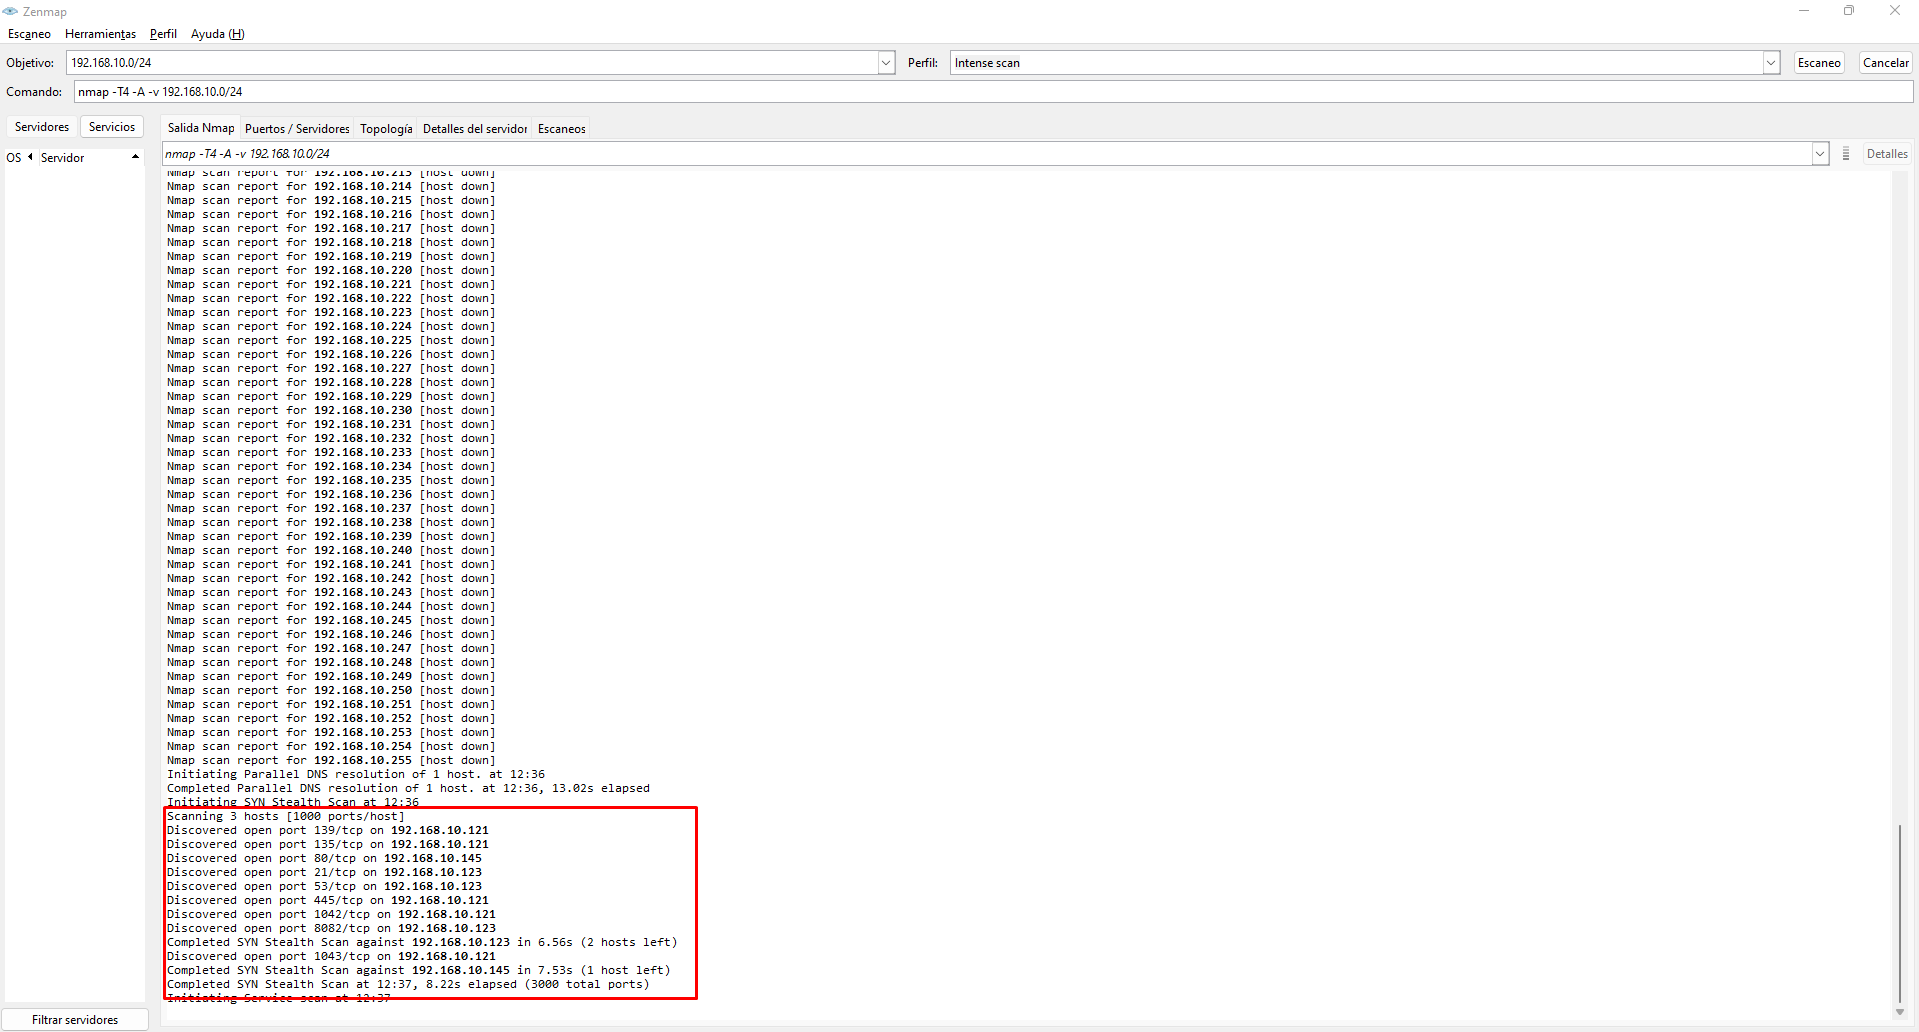 Zenmap
Escaneo Herramientas Perfil Ayuda (H)
Objetivo: 192.168.10.0/24 Perfil: Intense scan Escaneo Cancelar
Comando: nmap -T4 -A -v 192.168.10.0/24
Servidores Servicios Salida Nmap Puertos / Servidores Topología Detalles del servidor Escaneos
OS Servidor nmap -T4 -A -v 192.168.10.0/24 Detalles
Nmap scan report for 192.168.10.213 [host down]
Nmap scan report for 192.168.10.214 [host down]
Nmap scan report for 192.168.10.215 [host down]
Nmap scan report for 192.168.10.216 [host down]
Nmap scan report for 192.168.10.217 [host down]
Nmap scan report for 192.168.10.218 [host down]
Nmap scan report for 192.168.10.219 [host down]
Nmap scan report for 192.168.10.220 [host down]
Nmap scan report for 192.168.10.221 [host down]
Nmap scan report for 192.168.10.222 [host down]
Nmap scan report for 192.168.10.223 [host down]
Nmap scan report for 192.168.10.224 [host down]
Nmap scan report for 192.168.10.225 [host down]
Nmap scan report for 192.168.10.226 [host down]
Nmap scan report for 192.168.10.227 [host down]
Nmap scan report for 192.168.10.228 [host down]
Nmap scan report for 192.168.10.229 [host down]
Nmap scan report for 192.168.10.230 [host down]
Nmap scan report for 192.168.10.231 [host down]
Nmap scan report for 192.168.10.232 [host down]
Nmap scan report for 192.168.10.233 [host down]
Nmap scan report for 192.168.10.234 [host down]
Nmap scan report for 192.168.10.235 [host down]
Nmap scan report for 192.168.10.236 [host down]
Nmap scan report for 192.168.10.237 [host down]
Nmap scan report for 192.168.10.238 [host down]
Nmap scan report for 192.168.10.239 [host down]
Nmap scan report for 192.168.10.240 [host down]
Nmap scan report for 192.168.10.241 [host down]
Nmap scan report for 192.168.10.242 [host down]
Nmap scan report for 192.168.10.243 [host down]
Nmap scan report for 192.168.10.244 [host down]
Nmap scan report for 192.168.10.245 [host down]
Nmap scan report for 192.168.10.246 [host down]
Nmap scan report for 192.168.10.247 [host down]
Nmap scan report for 192.168.10.248 [host down]
Nmap scan report for 192.168.10.249 [host down]
Nmap scan report for 192.168.10.250 [host down]
Nmap scan report for 192.168.10.251 [host down]
Nmap scan report for 192.168.10.252 [host down]
Nmap scan report for 192.168.10.253 [host down]
Nmap scan report for 192.168.10.254 [host down]
Nmap scan report for 192.168.10.255 [host down]
Initiating Parallel DNS resolution of 1 host. at 12:36
Completed Parallel DNS resolution of 1 host. at 12:36, 13.02s elapsed
Initiating SYN Stealth Scan at 12:36
Scanning 3 hosts [1000 ports/host]
Discovered open port 139/tcp on 192.168.10.121
Discovered open port 135/tcp on 192.168.10.121
Discovered open port 80/tcp on 192.168.10.145
Discovered open port 21/tcp on 192.168.10.123
Discovered open port 53/tcp on 192.168.10.123
Discovered open port 445/tcp on 192.168.10.121
Discovered open port 1042/tcp on 192.168.10.121
Discovered open port 8082/tcp on 192.168.10.123
Completed SYN Stealth Scan against 192.168.10.123 in 6.56s (2 hosts left)
Discovered open port 1043/tcp on 192.168.10.121
Completed SYN Stealth Scan against 192.168.10.145 in 7.53s (1 host left)
Completed SYN Stealth Scan at 12:37, 8.22s elapsed (3000 total ports)
Initiating Service scan at 12:37
Filtrar servidores